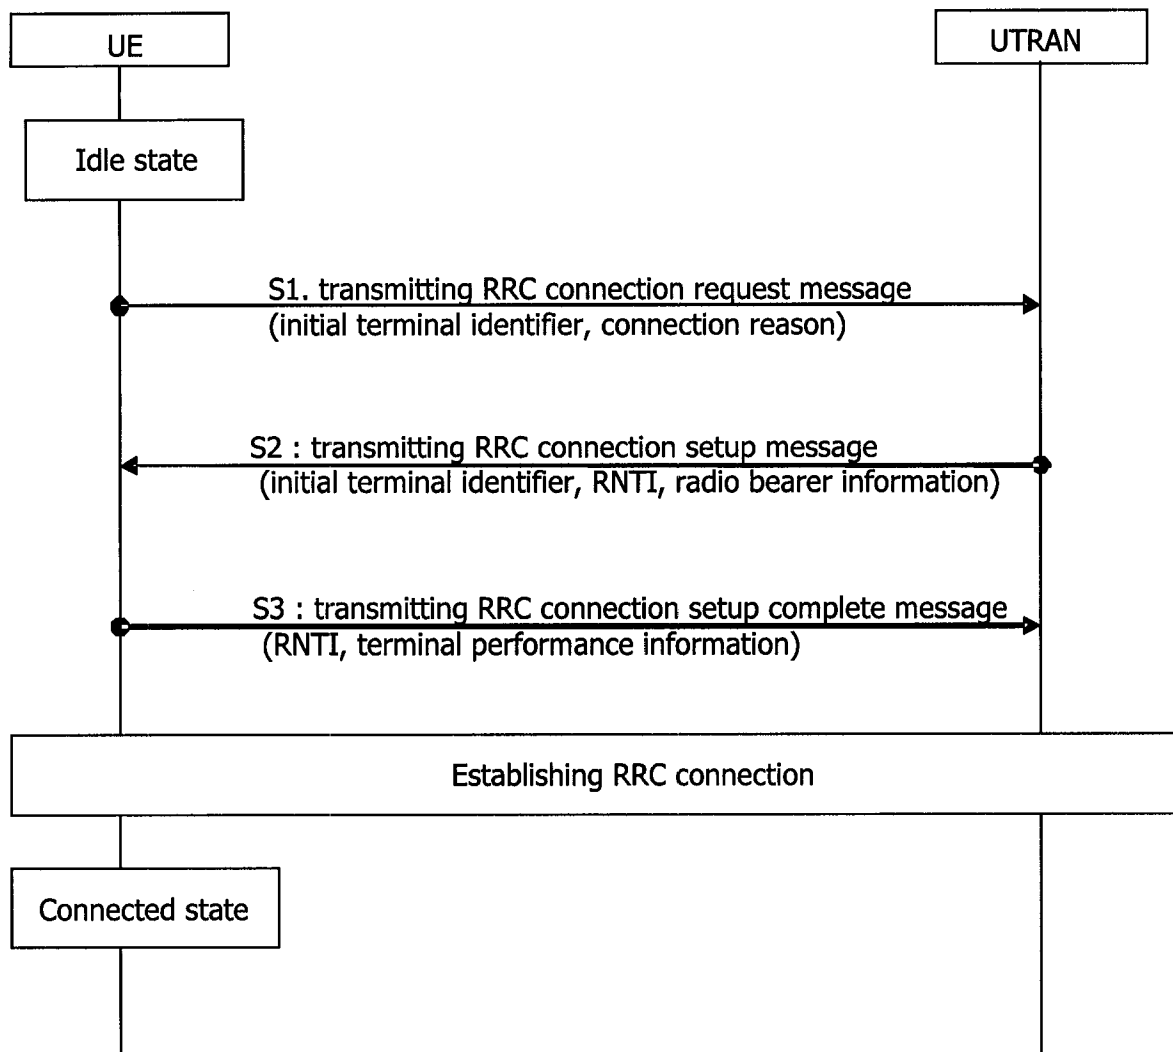 UE
UTRAN
Idle state
S1. transmitting RRC connection request message
(initial terminal identifier, connection reason)
S2 : transmitting RRC connection setup message
(initial terminal identifier, RNTI, radio bearer information)
S3 : transmitting RRC connection setup complete message
(RNTI, terminal performance information)
Establishing RRC connection
Connected state